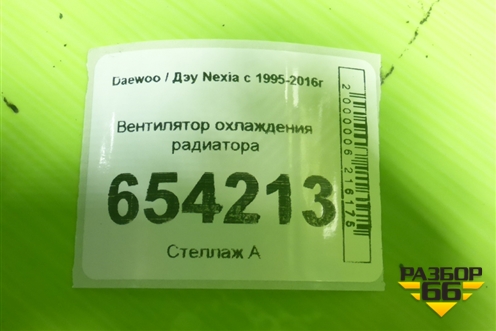 Daewoo / Дэу Nexia с 1995-2016г
Вентилятор охлаждения
радиатора
654213
Стеллаж А
2000006216175
РАЗБОР
66